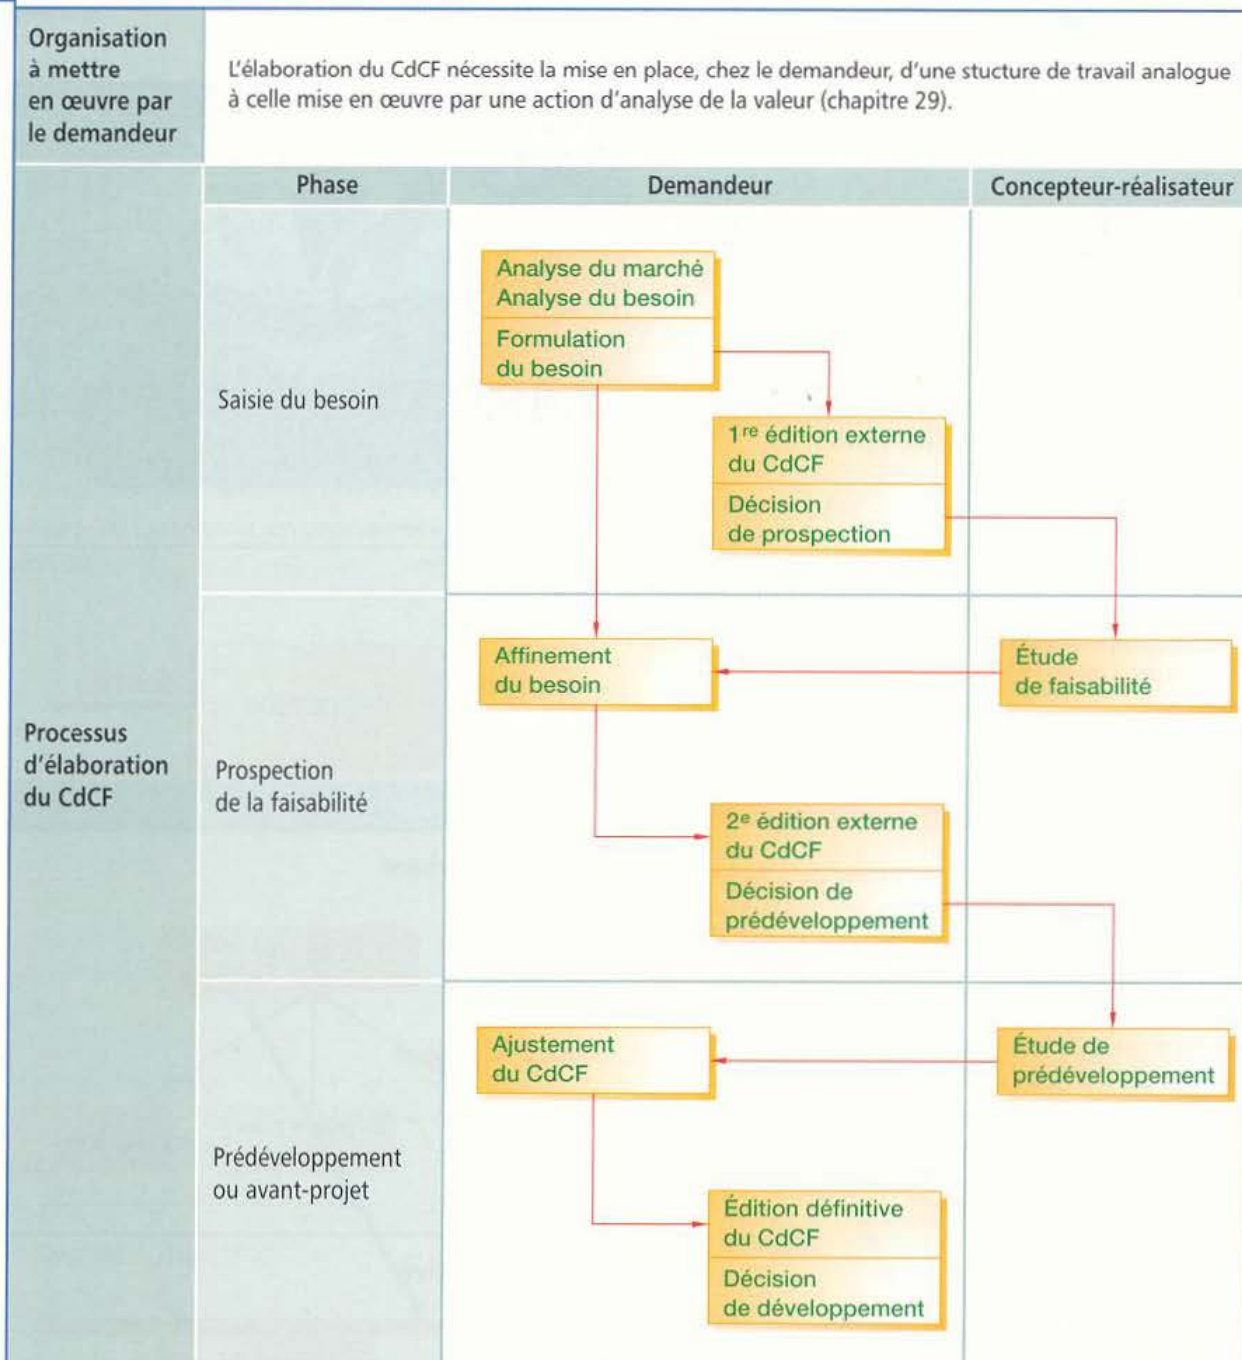 Organisation
à mettre
en œuvre par
le demandeur
L'élaboration du CdCF nécessite la mise en place, chez le demandeur, d'une stucture de travail analogue
à celle mise en œuvre par une action d'analyse de la valeur (chapitre 29).
Phase
Demandeur
Concepteur-réalisateur
Processus
d'élaboration
du CdCF
Saisie du besoin
Analyse du marché
Analyse du besoin
Formulation
du besoin
1re édition externe
du CdCF
Décision
de prospection
Prospection
de la faisabilité
Affinement
du besoin
Étude
de faisabilité
2e édition externe
du CdCF
Décision de
prédéveloppement
Prédéveloppement
ou avant-projet
Ajustement
du CdCF
Étude de
prédéveloppement
Édition définitive
du CdCF
Décision
de développement